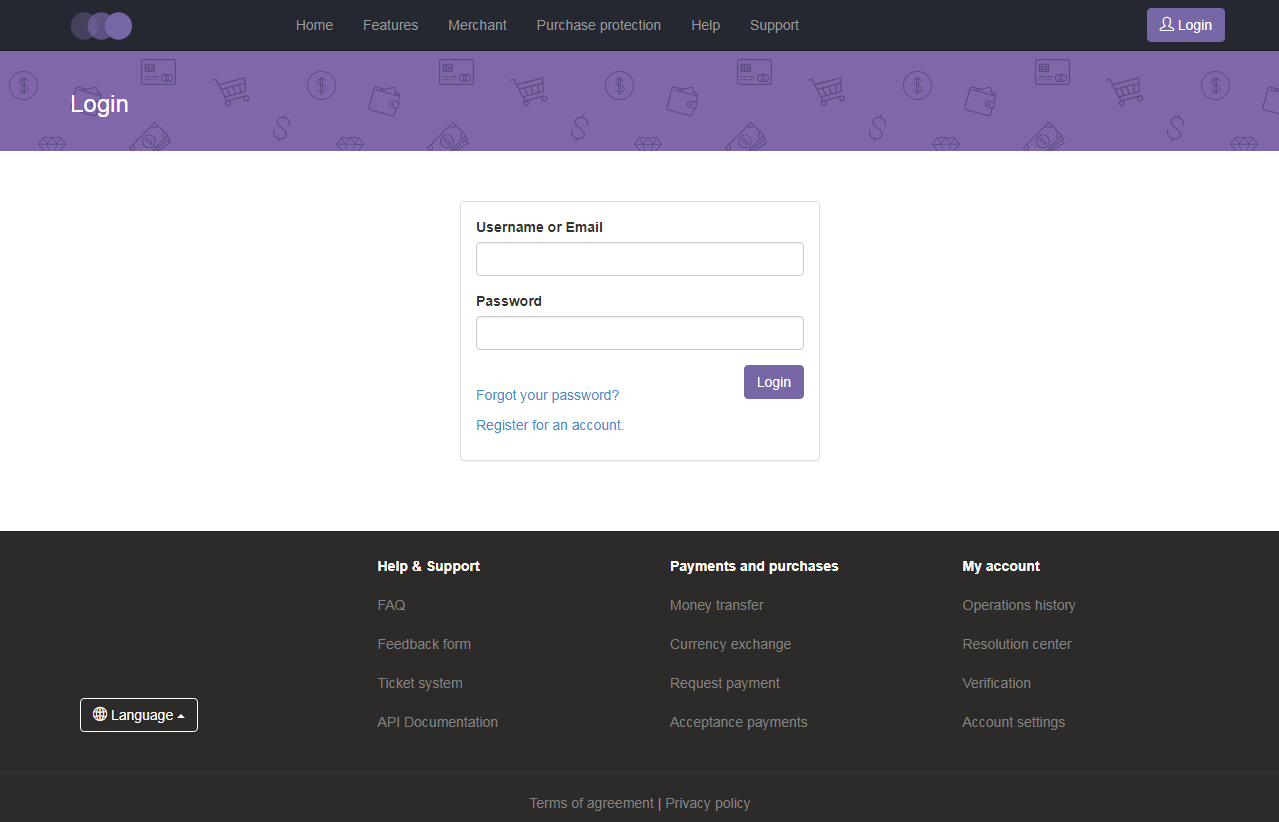 Home Features Merchant Purchase protection Help Support Login
Login
Username or Email
Password
Login
Forgot your password?
Register for an account.
Help & Support Payments and purchases My account
FAQ Money transfer Operations history
Feedback form Currency exchange Resolution center
Ticket system Request payment Verification
Language API Documentation Acceptance payments Account settings
Terms of agreement | Privacy policy